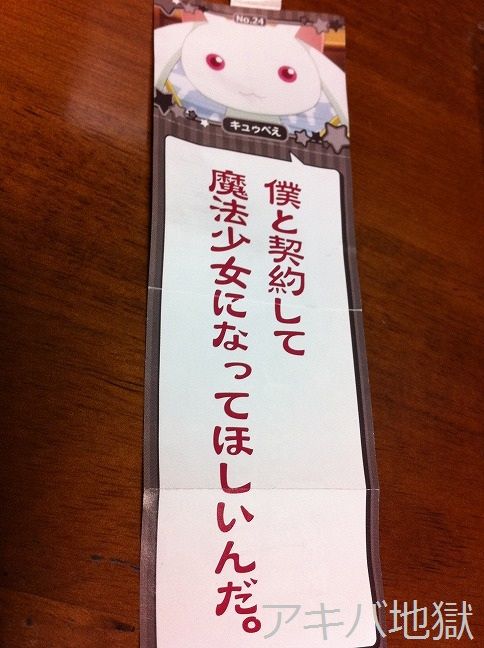 No.24
キュゥべえ
僕と契約して
魔法少女になってほしいんだ。
アキバ地獄